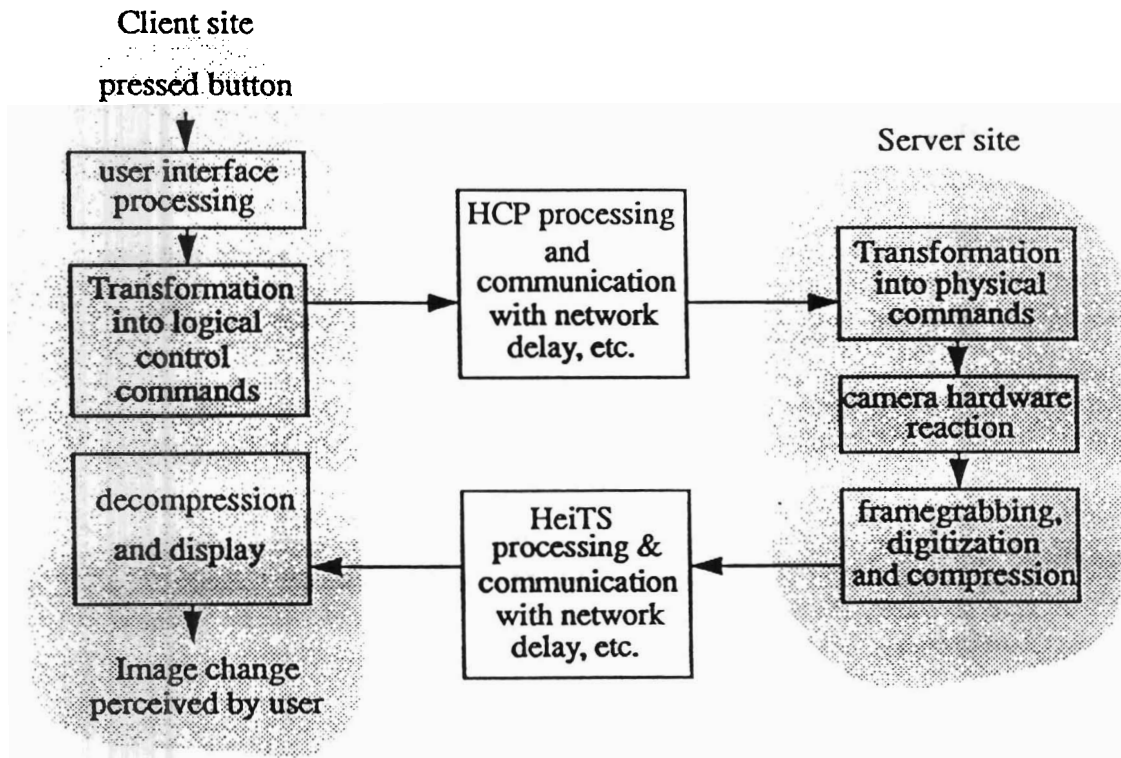 Client site
pressed button
user interface
processing
Transformation
into logical
control
commands
HCP processing
and
communication
with network
delay, etc.
Server site
Transformation
into physical
commands
camera hardware
reaction
framegrabbing,
digitization
and compression
HeiTS
processing &
communication
with network
delay, etc.
decompression
and display
Image change
perceived by user